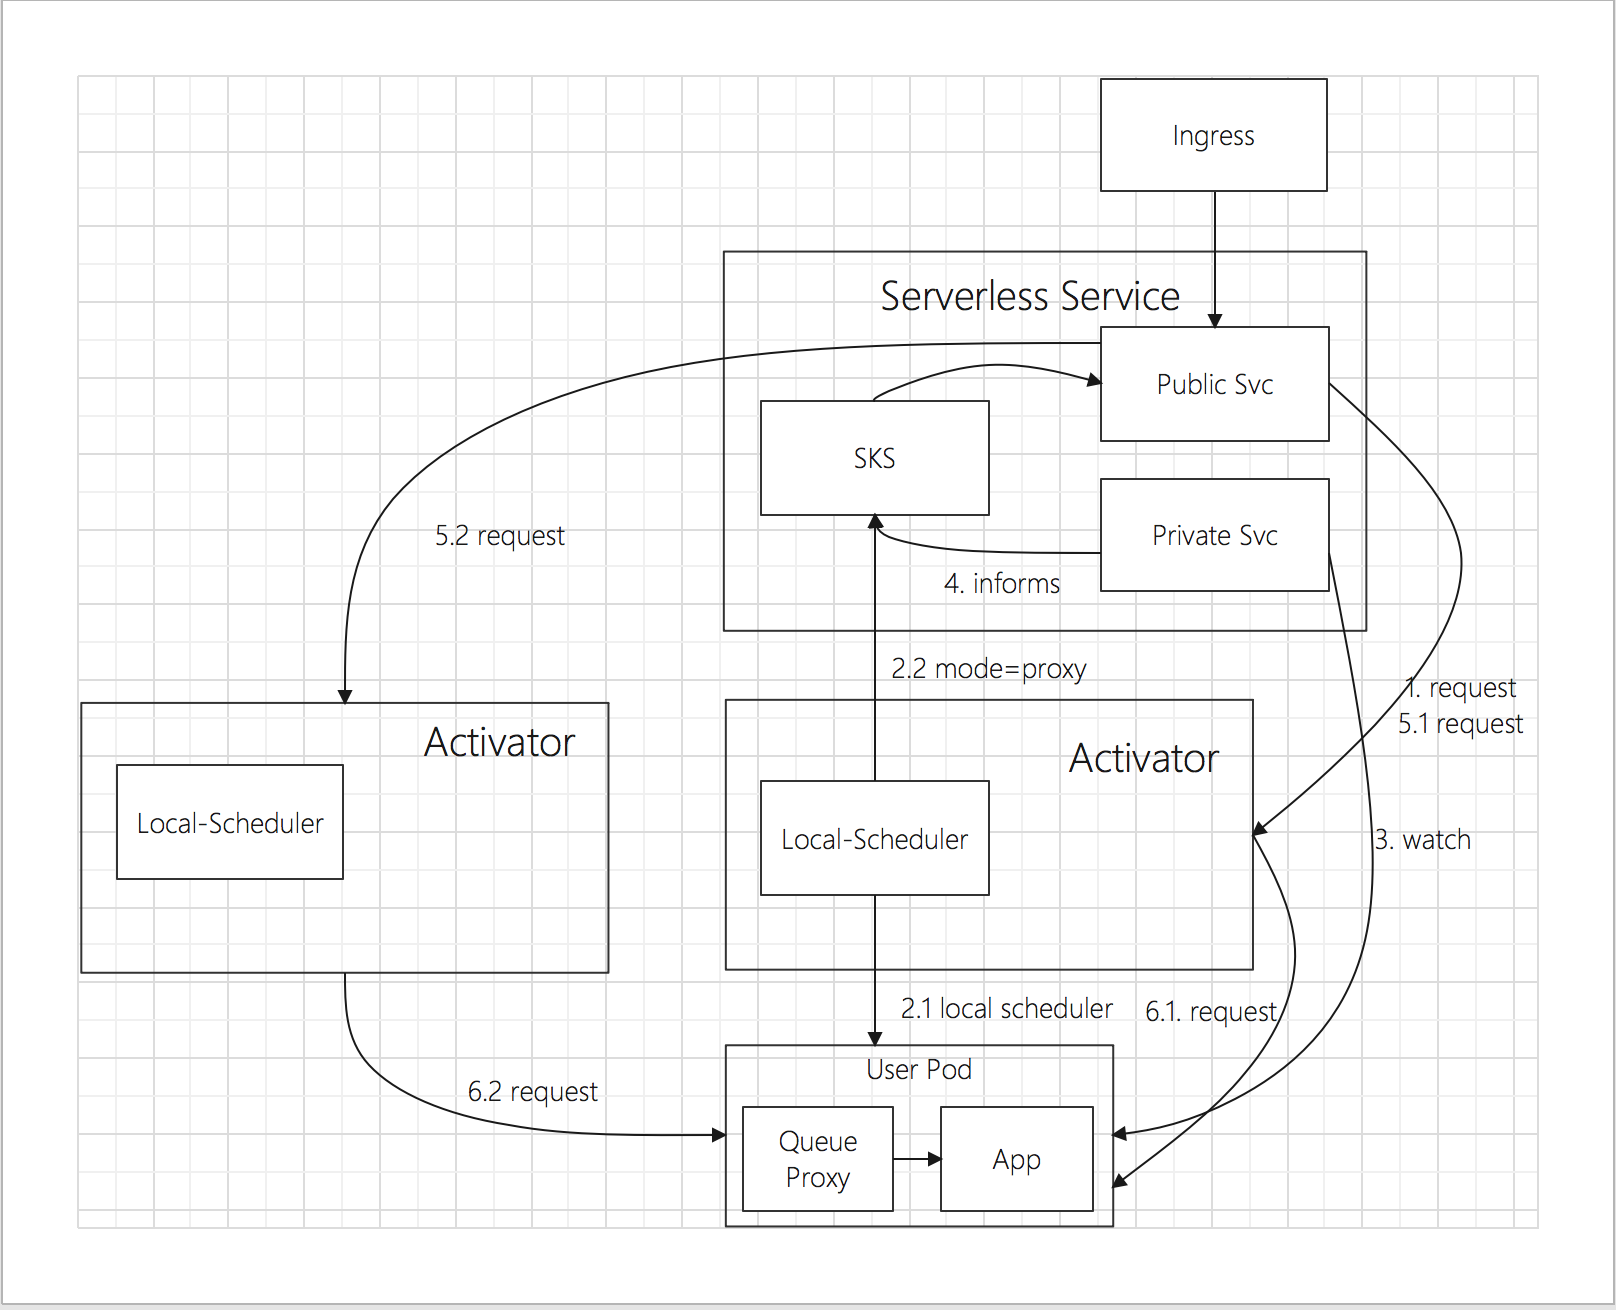 Ingress
Serverless Service
Public Svc
SKS
Private Svc
5.2 request
4. informs
2.2 mode=proxy
1. request
5.1 request
Activator
Activator
Local-Scheduler
Local-Scheduler
3. watch
2.1 local scheduler
6.1. request
User Pod
6.2 request
Queue
Proxy
App